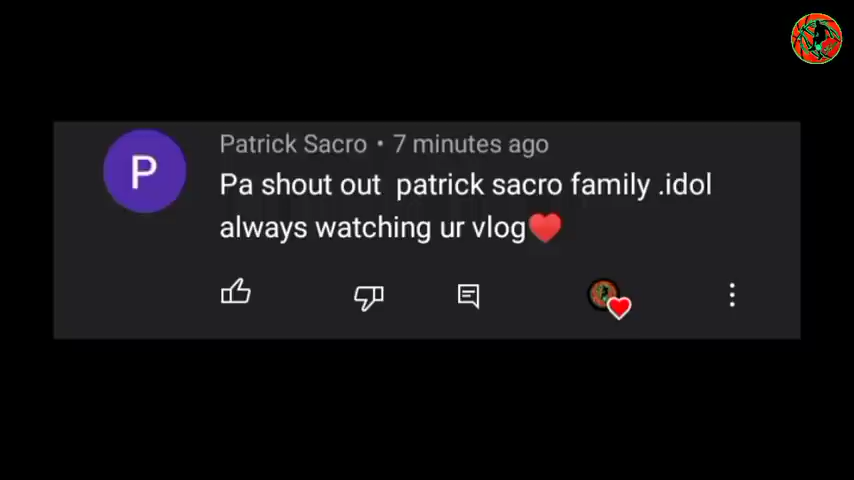 P
Patrick Sacro • 7 minutes ago
Pa shout out patrick sacro family .idol
always watching ur vlog♥️